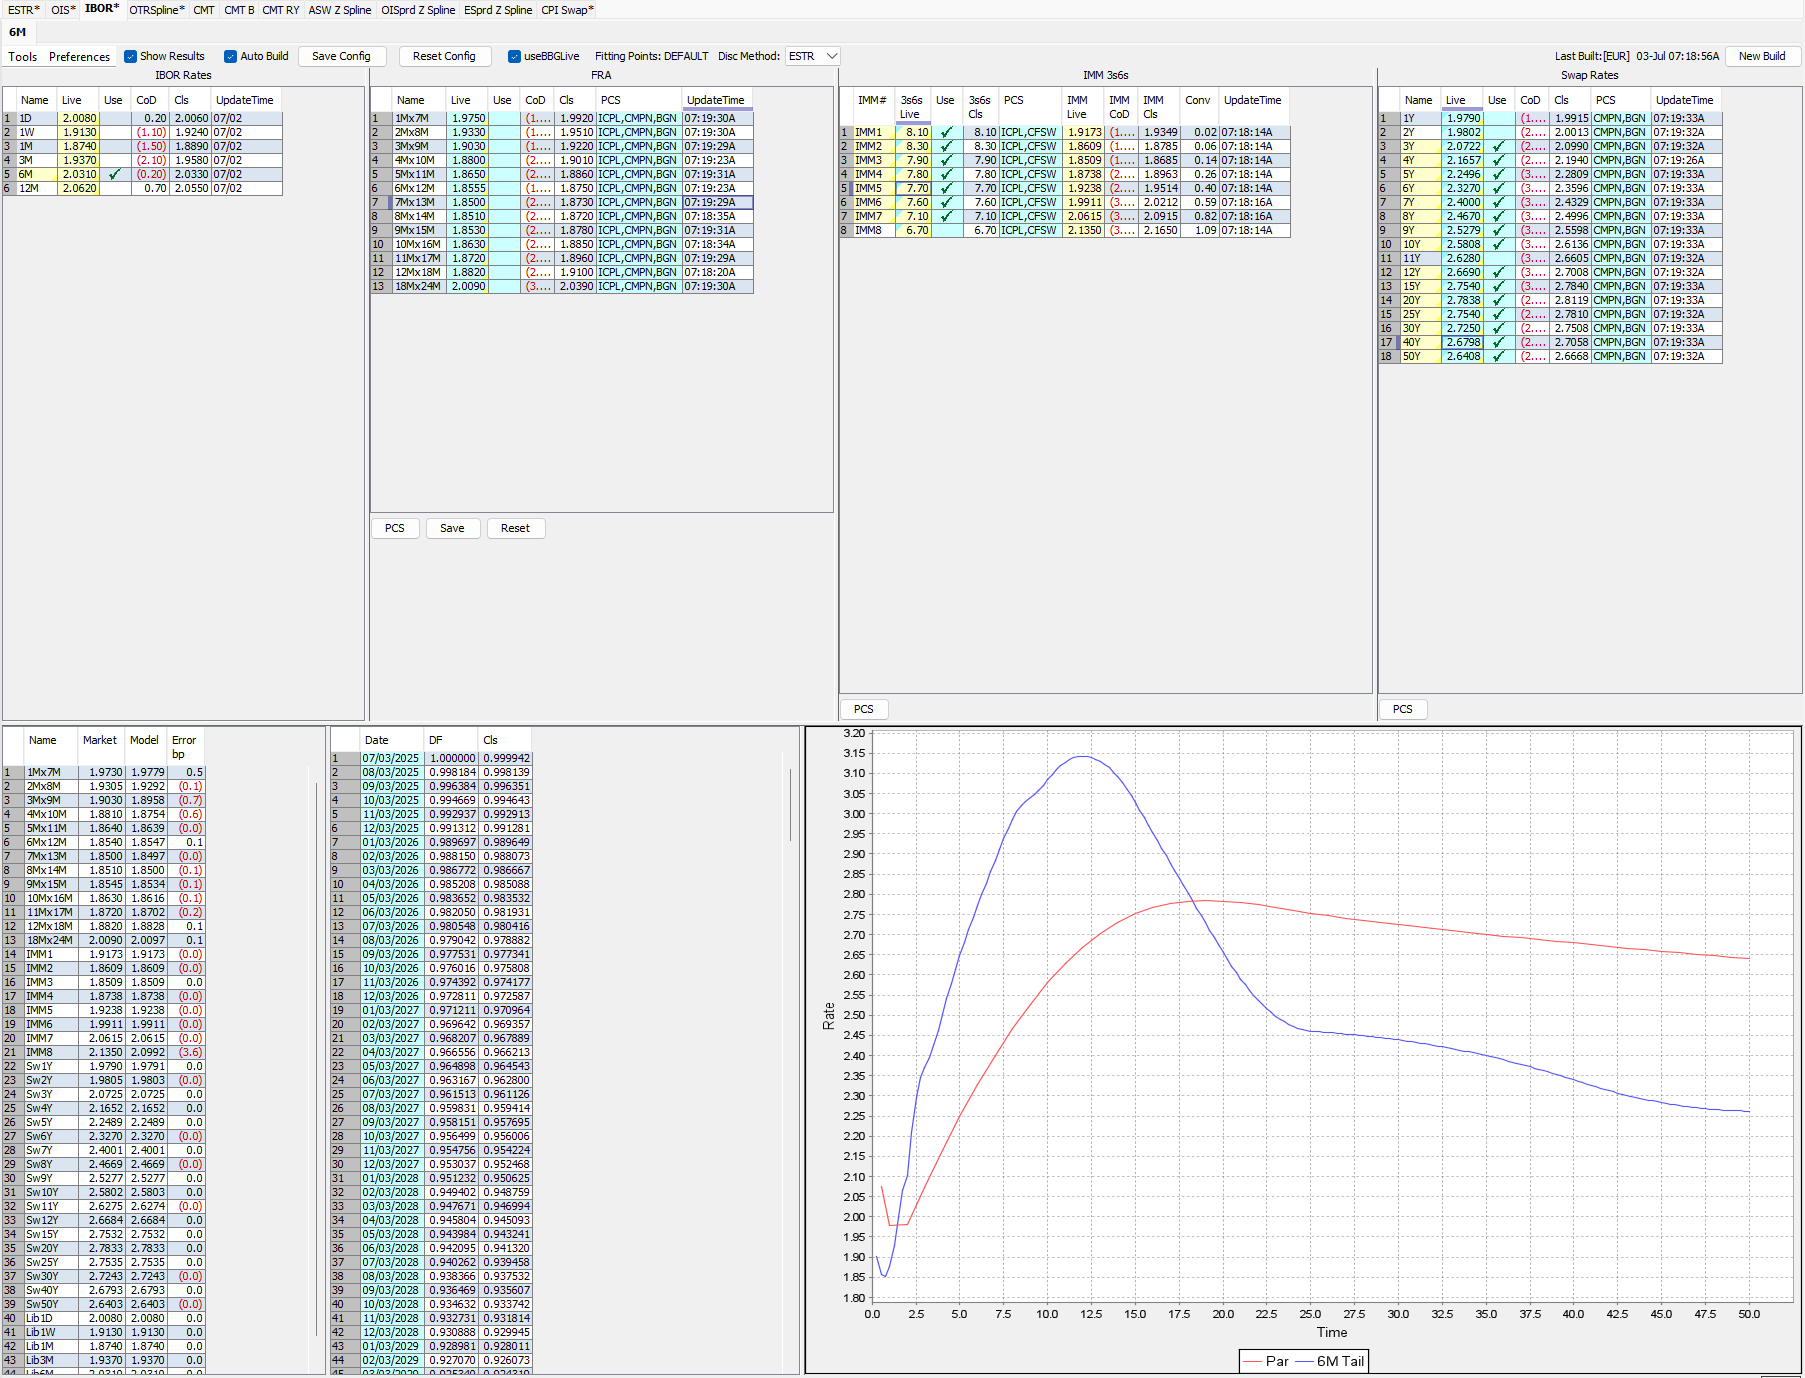 ESTR* OIS* IBOR* OTRSpline* CMT CMT B CMT RY ASW Z Spline OISprd Z Spline ESprd Z Spline CPI Swap*
6M
Tools Preferences Show Results Auto Build Save Config Reset Config useBBGLive Fitting Points: DEFAULT Disc Method: ESTR Last Built:[EUR] 03-Jul 07:18:56A New Build
IBOR Rates
Name Live Use CoD Cls UpdateTime
1 1D 2.0080 0.20 2.0060 07/02
2 1W 1.9130 (1.10) 1.9240 07/02
3 1M 1.8740 (1.50) 1.8890 07/02
4 3M 1.9370 (2.10) 1.9580 07/02
5 6M 2.0310 ✓ (0.20) 2.0330 07/02
6 12M 2.0620 0.70 2.0550 07/02
FRA
Name Live Use CoD Cls PCS UpdateTime
1 1Mx7M 1.9750 (1.... 1.9920 ICPL,CMPN,BGN 07:19:30A
2 2Mx8M 1.9330 (1.... 1.9510 ICPL,CMPN,BGN 07:19:30A
3 3Mx9M 1.9030 (1.... 1.9220 ICPL,CMPN,BGN 07:19:29A
4 4Mx10M 1.8800 (2.... 1.9010 ICPL,CMPN,BGN 07:19:23A
5 5Mx11M 1.8650 (2.... 1.8860 ICPL,CMPN,BGN 07:19:31A
6 6Mx12M 1.8555 (1.... 1.8750 ICPL,CMPN,BGN 07:19:23A
7 7Mx13M 1.8500 (2.... 1.8730 ICPL,CMPN,BGN 07:19:29A
8 8Mx14M 1.8510 (2.... 1.8720 ICPL,CMPN,BGN 07:18:35A
9 9Mx15M 1.8530 (2.... 1.8780 ICPL,CMPN,BGN 07:19:31A
10 10Mx16M 1.8630 (2.... 1.8850 ICPL,CMPN,BGN 07:18:34A
11 11Mx17M 1.8720 (2.... 1.8960 ICPL,CMPN,BGN 07:19:29A
12 12Mx18M 1.8820 (2.... 1.9100 ICPL,CMPN,BGN 07:18:20A
13 18Mx24M 2.0090 (3.... 2.0390 ICPL,CMPN,BGN 07:19:30A
PCS Save Reset
IMM 3s6s
IMM# 3s6s Live Use 3s6s Cls PCS IMM Live IMM CoD IMM Cls Conv UpdateTime
1 IMM1 8.10 ✓ 8.10 ICPL,CFSW 1.9173 (1.... 1.9349 0.02 07:18:14A
2 IMM2 8.30 ✓ 8.30 ICPL,CFSW 1.8609 (1.... 1.8785 0.06 07:18:14A
3 IMM3 7.90 ✓ 7.90 ICPL,CFSW 1.8509 (1.... 1.8685 0.14 07:18:14A
4 IMM4 7.80 ✓ 7.80 ICPL,CFSW 1.8738 (2.... 1.8963 0.26 07:18:14A
5 IMM5 7.70 ✓ 7.70 ICPL,CFSW 1.9238 (2.... 1.9514 0.40 07:18:14A
6 IMM6 7.60 ✓ 7.60 ICPL,CFSW 1.9911 (3.... 2.0212 0.59 07:18:16A
7 IMM7 7.10 ✓ 7.10 ICPL,CFSW 2.0615 (3.... 2.0915 0.82 07:18:16A
8 IMM8 6.70 6.70 ICPL,CFSW 2.1350 (3.... 2.1650 1.09 07:18:14A
PCS
Swap Rates
Name Live Use CoD Cls PCS UpdateTime
1 1Y 1.9790 (1.... 1.9915 CMPN,BGN 07:19:33A
2 2Y 1.9802 (2.... 2.0013 CMPN,BGN 07:19:32A
3 3Y 2.0722 ✓ (2.... 2.0990 CMPN,BGN 07:19:32A
4 4Y 2.1657 ✓ (2.... 2.1940 CMPN,BGN 07:19:26A
5 5Y 2.2496 ✓ (3.... 2.2809 CMPN,BGN 07:19:33A
6 6Y 2.3270 ✓ (3.... 2.3596 CMPN,BGN 07:19:33A
7 7Y 2.4000 ✓ (3.... 2.4329 CMPN,BGN 07:19:33A
8 8Y 2.4670 ✓ (3.... 2.4996 CMPN,BGN 07:19:32A
9 9Y 2.5279 ✓ (3.... 2.5598 CMPN,BGN 07:19:33A
10 10Y 2.5808 ✓ (3.... 2.6136 CMPN,BGN 07:19:32A
11 11Y 2.6280 (3.... 2.6605 CMPN,BGN 07:19:32A
12 12Y 2.6690 ✓ (3.... 2.7008 CMPN,BGN 07:19:32A
13 15Y 2.7540 ✓ (3.... 2.7840 CMPN,BGN 07:19:33A
14 20Y 2.7838 ✓ (2.... 2.8119 CMPN,BGN 07:19:33A
15 25Y 2.7540 ✓ (2.... 2.7810 CMPN,BGN 07:19:32A
16 30Y 2.7250 ✓ (2.... 2.7508 CMPN,BGN 07:19:33A
17 40Y 2.6798 ✓ (2.... 2.7058 CMPN,BGN 07:19:33A
18 50Y 2.6408 ✓ (2.... 2.6668 CMPN,BGN 07:19:32A
PCS
Name Market Model Error bp
1 1Mx7M 1.9730 1.9779 0.5
2 2Mx8M 1.9305 1.9292 (0.1)
3 3Mx9M 1.9030 1.8958 (0.7)
4 4Mx10M 1.8810 1.8754 (0.6)
5 5Mx11M 1.8640 1.8639 (0.0)
6 6Mx12M 1.8540 1.8547 0.1
7 7Mx13M 1.8500 1.8497 (0.0)
8 8Mx14M 1.8510 1.8500 (0.1)
9 9Mx15M 1.8545 1.8534 (0.1)
10 10Mx16M 1.8630 1.8616 (0.1)
11 11Mx17M 1.8720 1.8702 (0.2)
12 12Mx18M 1.8820 1.8828 0.1
13 18Mx24M 2.0090 2.0097 0.1
14 IMM1 1.9173 1.9173 (0.0)
15 IMM2 1.8609 1.8609 (0.0)
16 IMM3 1.8509 1.8509 0.0
17 IMM4 1.8738 1.8738 (0.0)
18 IMM5 1.9238 1.9238 (0.0)
19 IMM6 1.9911 1.9911 (0.0)
20 IMM7 2.0615 2.0615 (0.0)
21 IMM8 2.1350 2.0992 (3.6)
22 Sw1Y 1.9790 1.9791 0.0
23 Sw2Y 1.9805 1.9803 (0.0)
24 Sw3Y 2.0725 2.0725 0.0
25 Sw4Y 2.1652 2.1652 0.0
26 Sw5Y 2.2489 2.2489 0.0
27 Sw6Y 2.3270 2.3270 (0.0)
28 Sw7Y 2.4001 2.4001 0.0
29 Sw8Y 2.4669 2.4669 (0.0)
30 Sw9Y 2.5277 2.5277 0.0
31 Sw10Y 2.5802 2.5803 0.0
32 Sw11Y 2.6275 2.6274 (0.0)
33 Sw12Y 2.6684 2.6684 0.0
34 Sw15Y 2.7532 2.7532 0.0
35 Sw20Y 2.7833 2.7833 0.0
36 Sw25Y 2.7535 2.7535 0.0
37 Sw30Y 2.7243 2.7243 (0.0)
38 Sw40Y 2.6793 2.6793 0.0
39 Sw50Y 2.6403 2.6403 (0.0)
40 Lib1D 2.0080 2.0080 0.0
41 Lib1W 1.9130 1.9130 0.0
42 Lib1M 1.8740 1.8740 0.0
43 Lib3M 1.9370 1.9370 0.0
Date DF Cls
1 07/03/2025 1.000000 0.999942
2 08/03/2025 0.998184 0.998139
3 09/03/2025 0.996384 0.996351
4 10/03/2025 0.994669 0.994643
5 11/03/2025 0.992937 0.992913
6 12/03/2025 0.991312 0.991281
7 01/03/2026 0.989697 0.989649
8 02/03/2026 0.988150 0.988073
9 03/03/2026 0.986772 0.986667
10 04/03/2026 0.985208 0.985088
11 05/03/2026 0.983652 0.983532
12 06/03/2026 0.982050 0.981931
13 07/03/2026 0.980548 0.980416
14 08/03/2026 0.979042 0.978882
15 09/03/2026 0.977531 0.977341
16 10/03/2026 0.976016 0.975808
17 11/03/2026 0.974392 0.974177
18 12/03/2026 0.972811 0.972587
19 01/03/2027 0.971211 0.970964
20 02/03/2027 0.969642 0.969357
21 03/03/2027 0.968207 0.967889
22 04/03/2027 0.966556 0.966213
23 05/03/2027 0.964898 0.964543
24 06/03/2027 0.963167 0.962800
25 07/03/2027 0.961513 0.961126
26 08/03/2027 0.959831 0.959414
27 09/03/2027 0.958151 0.957695
28 10/03/2027 0.956499 0.956006
29 11/03/2027 0.954756 0.954224
30 12/03/2027 0.953037 0.952468
31 01/03/2028 0.951232 0.950625
32 02/03/2028 0.949402 0.948759
33 03/03/2028 0.947671 0.946994
34 04/03/2028 0.945804 0.945093
35 05/03/2028 0.943984 0.943241
36 06/03/2028 0.942095 0.941320
37 07/03/2028 0.940262 0.939458
38 08/03/2028 0.938366 0.937532
39 09/03/2028 0.936469 0.935607
40 10/03/2028 0.934632 0.933742
41 11/03/2028 0.932731 0.931814
42 12/03/2028 0.930888 0.929945
43 01/03/2029 0.928981 0.928011
44 02/03/2029 0.927070 0.926073
3.20
3.15
3.10
3.05
3.00
2.95
2.90
2.85
2.80
2.75
2.70
2.65
2.60
2.55
2.50
2.45
2.40
2.35
2.30
2.25
2.20
2.15
2.10
2.05
2.00
1.95
1.90
1.85
1.80
Rate
0.0 2.5 5.0 7.5 10.0 12.5 15.0 17.5 20.0 22.5 25.0 27.5 30.0 32.5 35.0 37.5 40.0 42.5 45.0 47.5 50.0
Time
Par 6M Tail